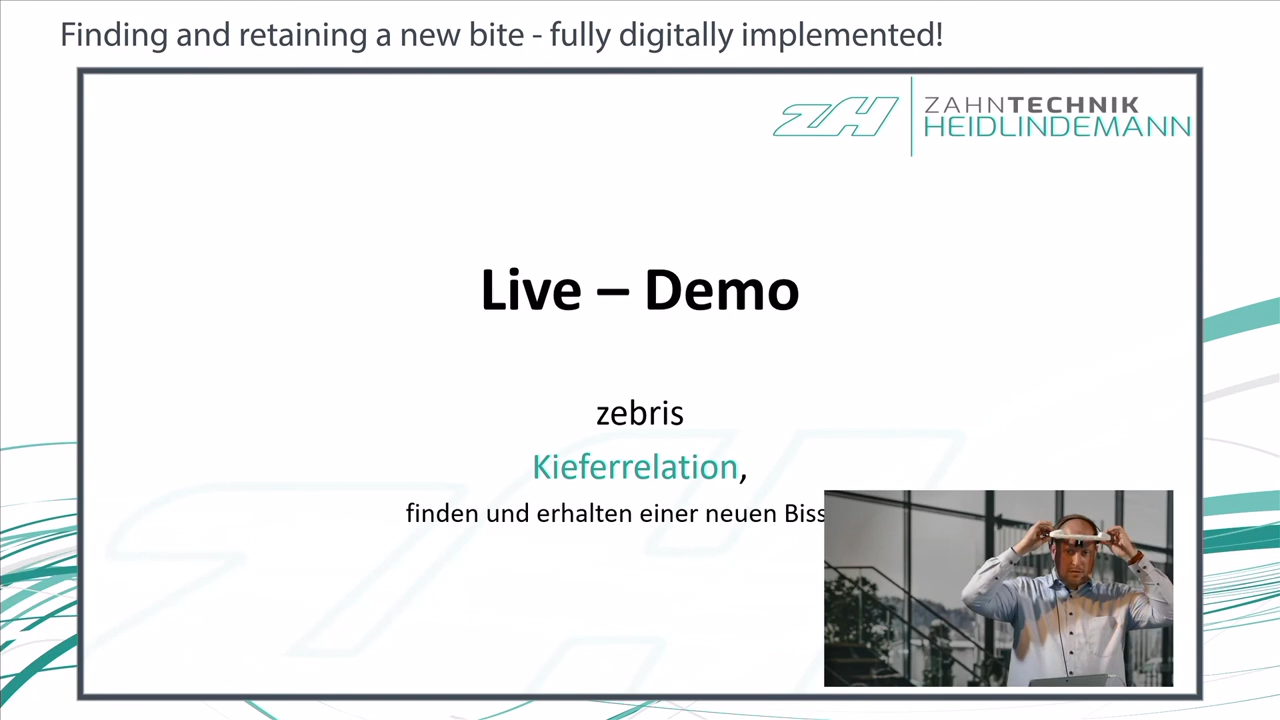 Finding and retaining a new bite - fully digitally implemented!
zH
ZAHNTECHNIK
HEIDLINDEMANN
Live – Demo
zebris
Kieferrelation,
finden und erhalten einer neuen Biss